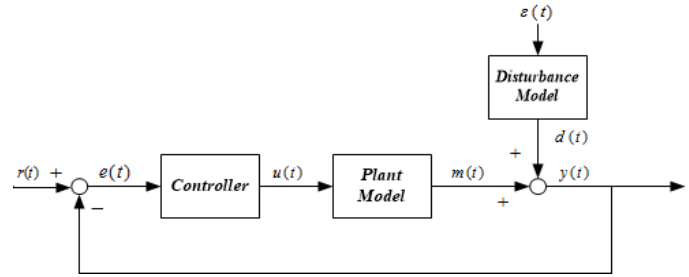 ε(t)
Disturbance
Model
d(t)
+
r(t) +
e(t)
Controller
u(t)
Plant
Model
m(t)
y(t)
−
+